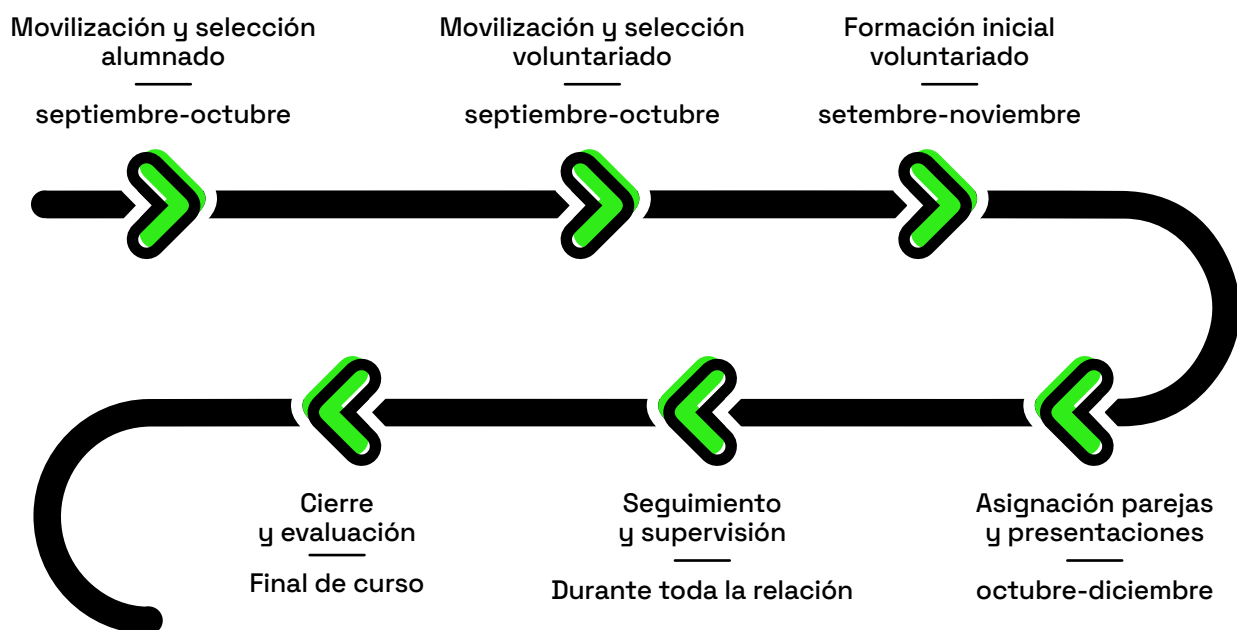 Movilización y selección
alumnado
septiembre-octubre
Movilización y selección
voluntariado
septiembre-octubre
Formación inicial
voluntariado
setembre-noviembre
Asignación parejas
y presentaciones
octubre-diciembre
Seguimiento
y supervisión
Durante toda la relación
Cierre
y evaluación
Final de curso